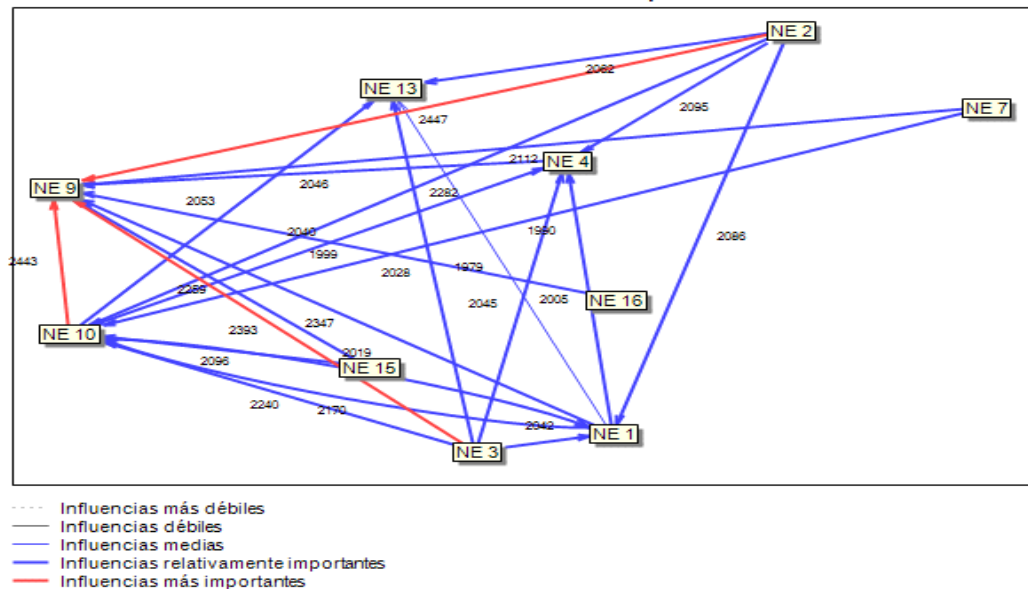 NE 2
2082
NE 13
2095
NE 7
2447
2112
NE 4
NE 9
2046
2282
2053
2040
1990
2086
1999
2443
2028
1979
2259
2045
2005
NE 16
NE 10
2393
2347
2019
2096
NE 15
2240
2170
2042
NE 1
NE 3
Influencias más débiles
Influencias débiles
Influencias medias
Influencias relativamente importantes
Influencias más importantes